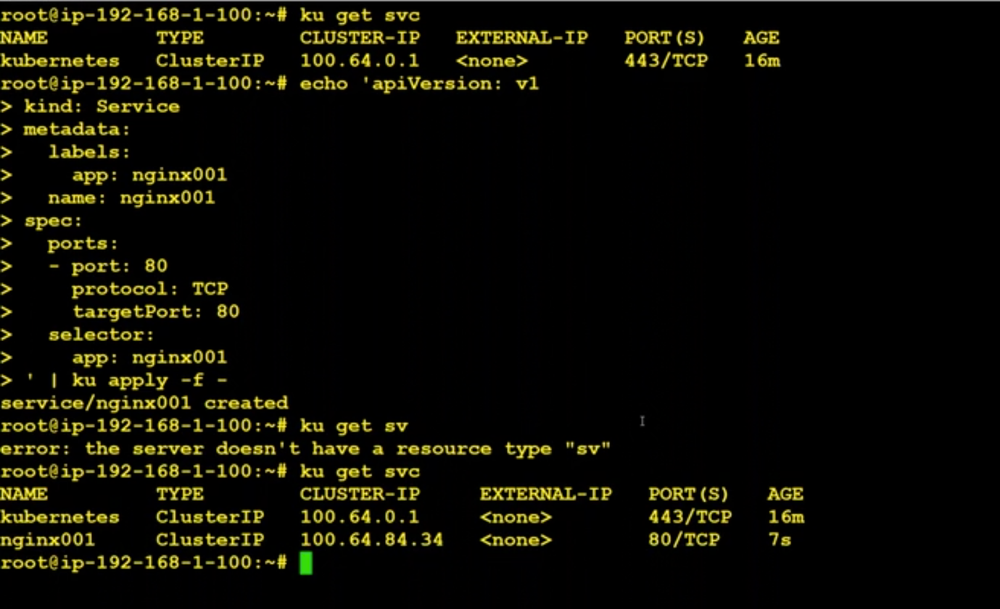 root@ip-192-168-1-100:~# ku get svc
NAME         TYPE        CLUSTER-IP   EXTERNAL-IP   PORT(S)   AGE
kubernetes   ClusterIP   100.64.0.1   <none>        443/TCP   16m
root@ip-192-168-1-100:~# echo 'apiVersion: v1
> kind: Service
> metadata:
>   labels:
>     app: nginx001
>   name: nginx001
> spec:
>   ports:
>   - port: 80
>     protocol: TCP
>     targetPort: 80
>   selector:
>     app: nginx001
> ' | ku apply -f -
service/nginx001 created
root@ip-192-168-1-100:~# ku get sv
error: the server doesn't have a resource type "sv"
root@ip-192-168-1-100:~# ku get svc
NAME         TYPE        CLUSTER-IP     EXTERNAL-IP   PORT(S)   AGE
kubernetes   ClusterIP   100.64.0.1     <none>        443/TCP   16m
nginx001     ClusterIP   100.64.84.34   <none>        80/TCP    7s
root@ip-192-168-1-100:~#